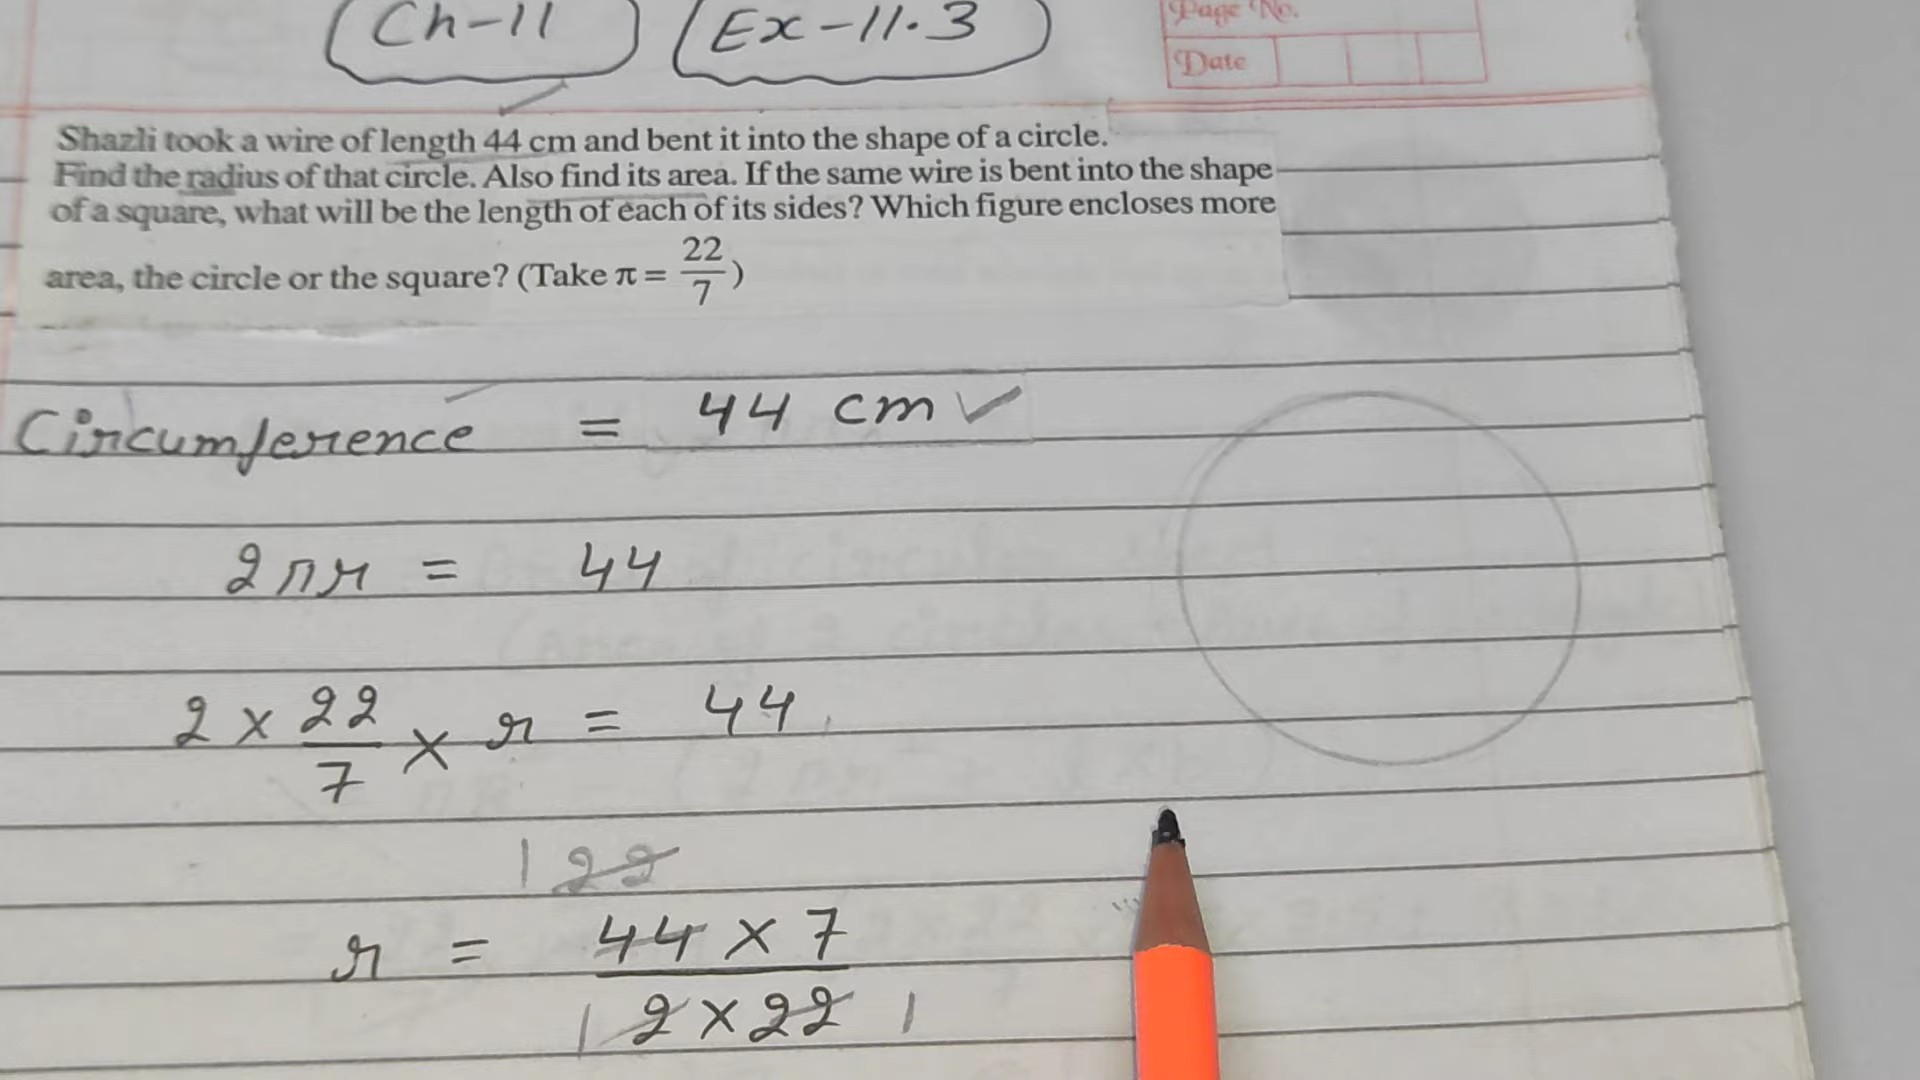 Ch-11 Ex-11.3
Page No.
Date
Shazli took a wire of length 44 cm and bent it into the shape of a circle.
Find the radius of that circle. Also find its area. If the same wire is bent into the shape
of a square, what will be the length of each of its sides? Which figure encloses more
area, the circle or the square? (Take π = 22/7)
Circumference = 44 cm ✓
2πr = 44
2 × 22/7 × r = 44
1 22
r = 44 × 7
1 2 × 22 1